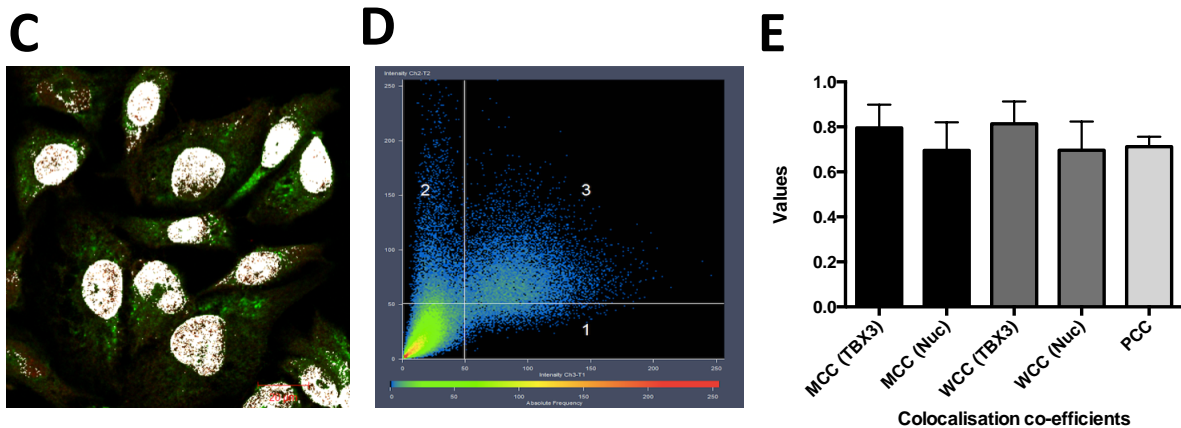 C
D
E
20 µm
Intensity Ch2-T2
250
200
150
100
50
0
2
3
1
0 50 100 150 200 250
Intensity Ch3-T1
0 50 100 150 200 250
Absolute Frequency
Values
1.0
0.8
0.6
0.4
0.2
0.0
MCC (TBX3)
MCC (Nuc)
WCC (TBX3)
WCC (Nuc)
PCC
Colocalisation co-efficients